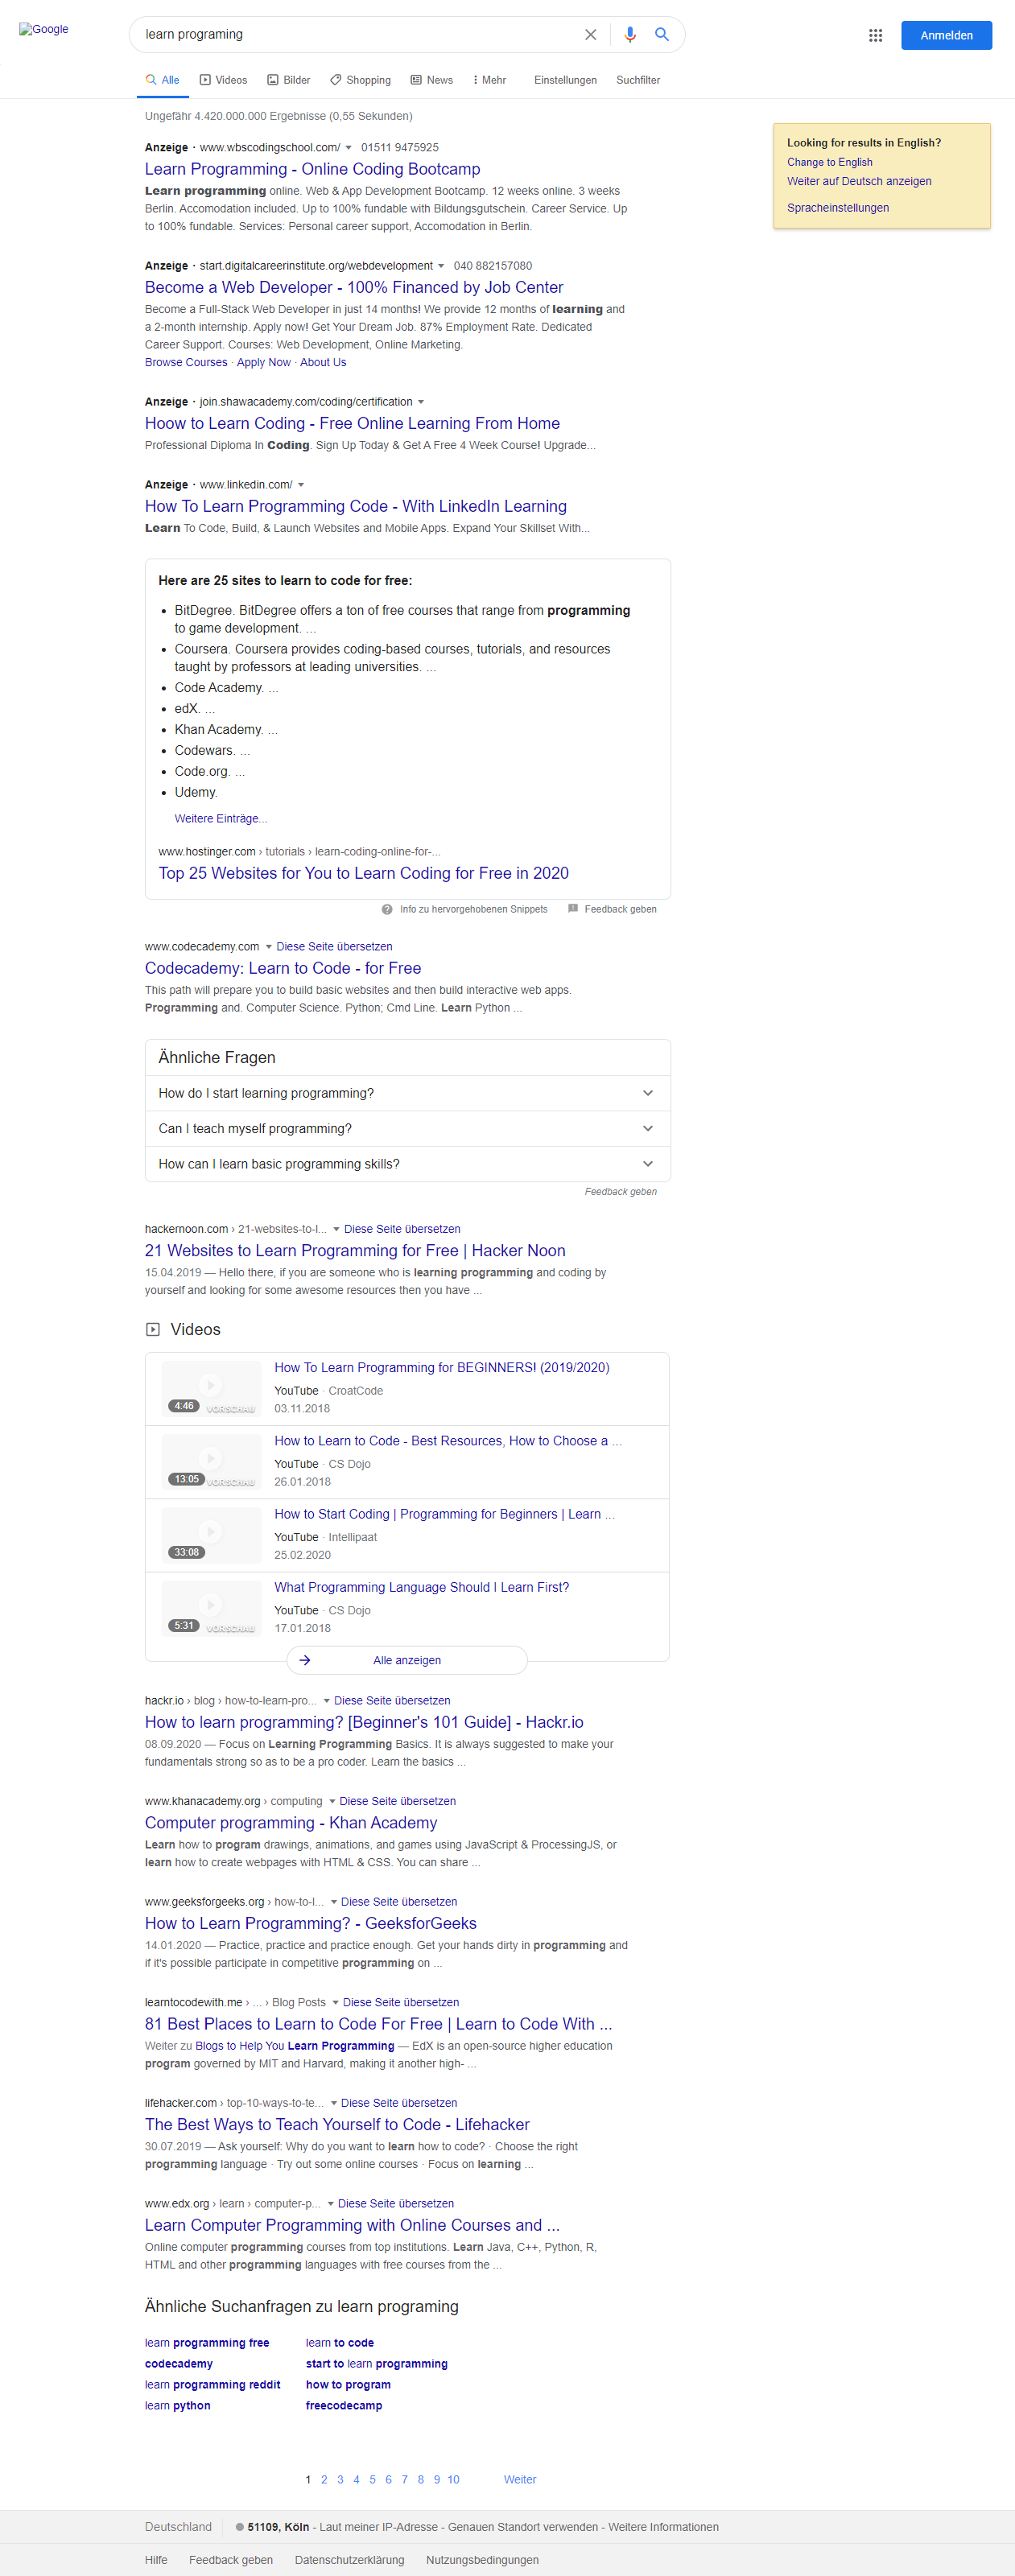 Google
learn programing
Anmelden
Alle Videos Bilder Shopping News Mehr Einstellungen Suchfilter
Ungefähr 4.420.000.000 Ergebnisse (0,55 Sekunden)
Looking for results in English?
Change to English
Weiter auf Deutsch anzeigen
Spracheinstellungen
Anzeige · www.wbscodingschool.com/ 01511 9475925
Learn Programming - Online Coding Bootcamp
Learn programming online. Web & App Development Bootcamp. 12 weeks online. 3 weeks
Berlin. Accomodation included. Up to 100% fundable with Bildungsgutschein. Career Service. Up
to 100% fundable. Services: Personal career support, Accomodation in Berlin.
Anzeige · start.digitalcareerinstitute.org/webdevelopment 040 882157080
Become a Web Developer - 100% Financed by Job Center
Become a Full-Stack Web Developer in just 14 months! We provide 12 months of learning and
a 2-month internship. Apply now! Get Your Dream Job. 87% Employment Rate. Dedicated
Career Support. Courses: Web Development, Online Marketing.
Browse Courses · Apply Now · About Us
Anzeige · join.shawacademy.com/coding/certification
Hoow to Learn Coding - Free Online Learning From Home
Professional Diploma In Coding. Sign Up Today & Get A Free 4 Week Course! Upgrade...
Anzeige · www.linkedin.com/
How To Learn Programming Code - With LinkedIn Learning
Learn To Code, Build, & Launch Websites and Mobile Apps. Expand Your Skillset With...
Here are 25 sites to learn to code for free:
• BitDegree. BitDegree offers a ton of free courses that range from programming
to game development. ...
• Coursera. Coursera provides coding-based courses, tutorials, and resources
taught by professors at leading universities. ...
• Code Academy. ...
• edX. ...
• Khan Academy. ...
• Codewars. ...
• Code.org. ...
• Udemy.
Weitere Einträge...
www.hostinger.com › tutorials › learn-coding-online-for-...
Top 25 Websites for You to Learn Coding for Free in 2020
Info zu hervorgehobenen Snippets Feedback geben
www.codecademy.com Diese Seite übersetzen
Codecademy: Learn to Code - for Free
This path will prepare you to build basic websites and then build interactive web apps.
Programming and. Computer Science. Python; Cmd Line. Learn Python ...
Ähnliche Fragen
How do I start learning programming?
Can I teach myself programming?
How can I learn basic programming skills?
Feedback geben
hackernoon.com › 21-websites-to-l... Diese Seite übersetzen
21 Websites to Learn Programming for Free | Hacker Noon
15.04.2019 — Hello there, if you are someone who is learning programming and coding by
yourself and looking for some awesome resources then you have ...
Videos
How To Learn Programming for BEGINNERS! (2019/2020)
YouTube · CroatCode
4:46 VORSCHAU
03.11.2018
How to Learn to Code - Best Resources, How to Choose a ...
YouTube · CS Dojo
13:05 VORSCHAU
26.01.2018
How to Start Coding | Programming for Beginners | Learn ...
YouTube · Intellipaat
33:08
25.02.2020
What Programming Language Should I Learn First?
YouTube · CS Dojo
5:31 VORSCHAU
17.01.2018
Alle anzeigen
hackr.io › blog › how-to-learn-pro... Diese Seite übersetzen
How to learn programming? [Beginner's 101 Guide] - Hackr.io
08.09.2020 — Focus on Learning Programming Basics. It is always suggested to make your
fundamentals strong so as to be a pro coder. Learn the basics ...
www.khanacademy.org › computing Diese Seite übersetzen
Computer programming - Khan Academy
Learn how to program drawings, animations, and games using JavaScript & ProcessingJS, or
learn how to create webpages with HTML & CSS. You can share ...
www.geeksforgeeks.org › how-to-l... Diese Seite übersetzen
How to Learn Programming? - GeeksforGeeks
14.01.2020 — Practice, practice and practice enough. Get your hands dirty in programming and
if it's possible participate in competitive programming on ...
learntocodewith.me › ... › Blog Posts Diese Seite übersetzen
81 Best Places to Learn to Code For Free | Learn to Code With ...
Weiter zu Blogs to Help You Learn Programming — EdX is an open-source higher education
program governed by MIT and Harvard, making it another high- ...
lifehacker.com › top-10-ways-to-te... Diese Seite übersetzen
The Best Ways to Teach Yourself to Code - Lifehacker
30.07.2019 — Ask yourself: Why do you want to learn how to code? · Choose the right
programming language · Try out some online courses · Focus on learning ...
www.edx.org › learn › computer-p... Diese Seite übersetzen
Learn Computer Programming with Online Courses and ...
Online computer programming courses from top institutions. Learn Java, C++, Python, R,
HTML and other programming languages with free courses from the ...
Ähnliche Suchanfragen zu learn programing
learn programming free learn to code
codecademy start to learn programming
learn programming reddit how to program
learn python freecodecamp
1 2 3 4 5 6 7 8 9 10 Weiter
Deutschland 51109, Köln - Laut meiner IP-Adresse - Genauen Standort verwenden - Weitere Informationen
Hilfe Feedback geben Datenschutzerklärung Nutzungsbedingungen